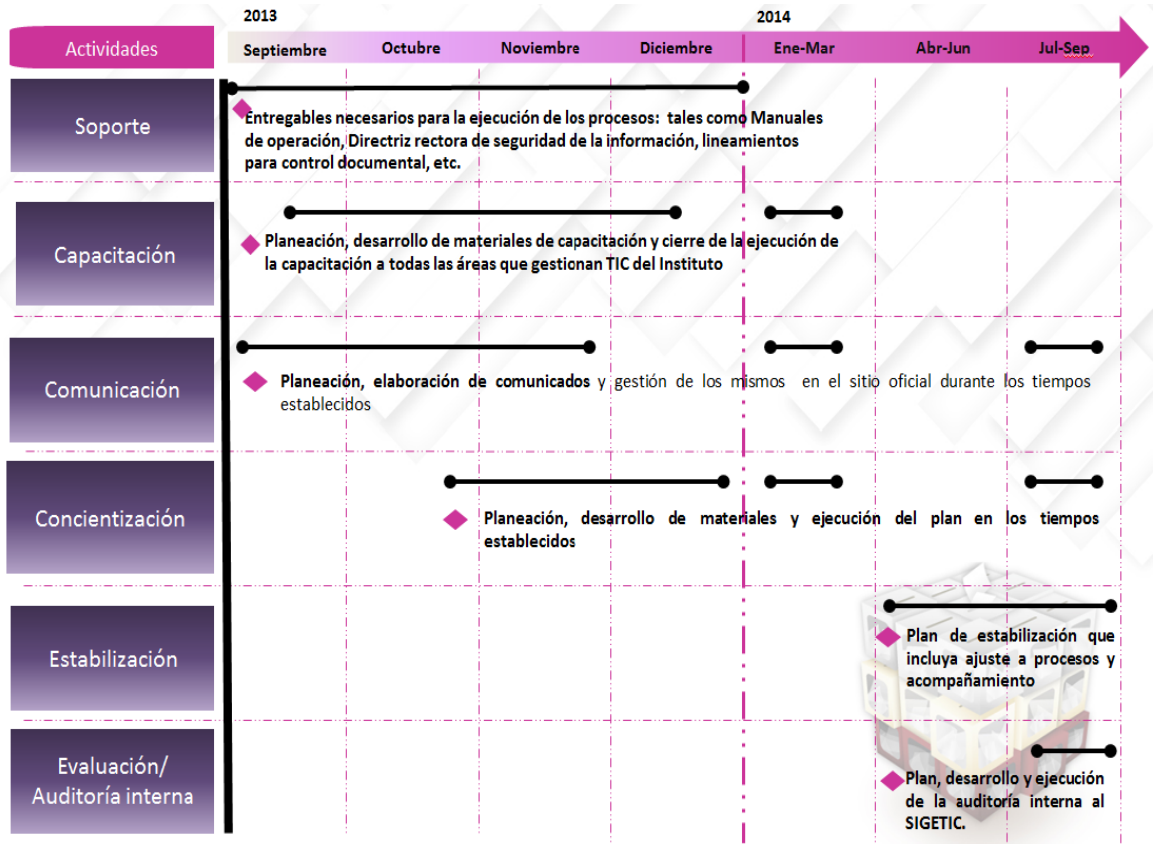 2013
2014
Actividades
Septiembre
Octubre
Noviembre
Diciembre
Ene-Mar
Abr-Jun
Jul-Sep
Soporte
Entregables necesarios para la ejecución de los procesos: tales como Manuales
de operación, Directriz rectora de seguridad de la información, lineamientos
para control documental, etc.
Capacitación
Planeación, desarrollo de materiales de capacitación y cierre de la ejecución de
la capacitación a todas las áreas que gestionan TIC del Instituto
Comunicación
Planeación, elaboración de comunicados y gestión de los mismos en el sitio oficial durante los tiempos
establecidos
Concientización
Planeación, desarrollo de materiales y ejecución del plan en los tiempos
establecidos
Estabilización
Plan de estabilización que
incluya ajuste a procesos y
acompañamiento
Evaluación/
Auditoría interna
Plan, desarrollo y ejecución
de la auditoría interna al
SIGETIC.